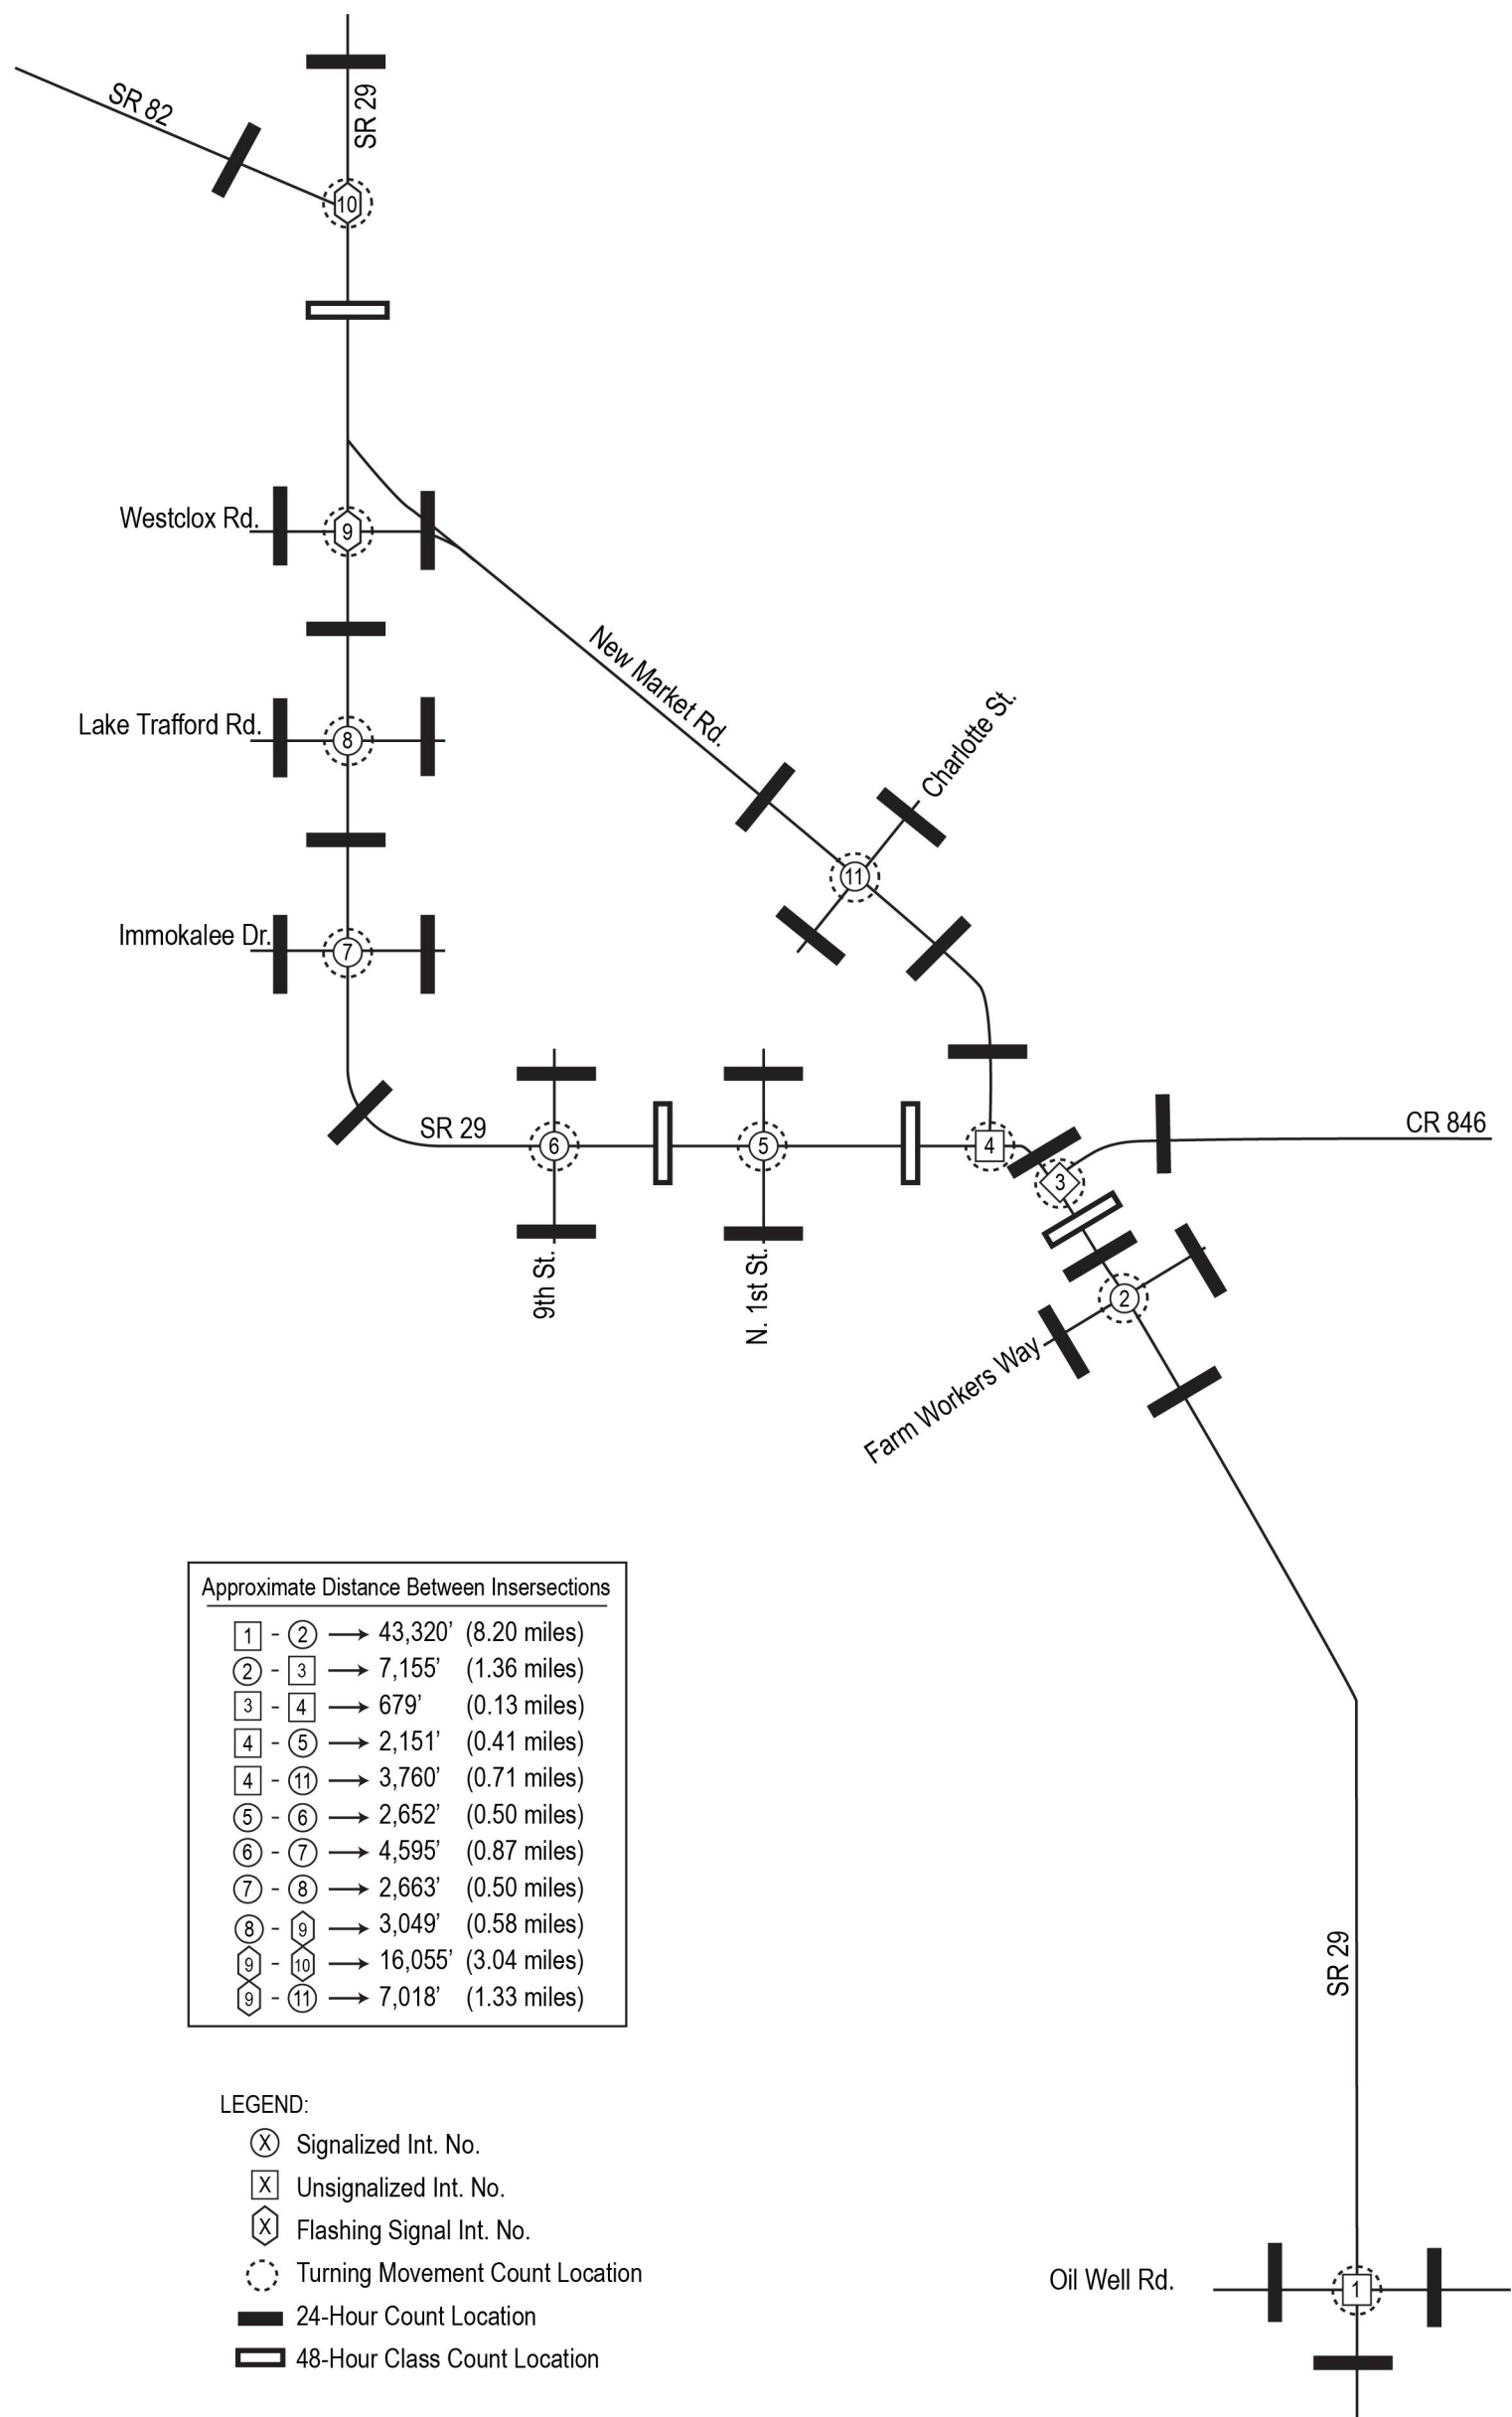 SR 82
SR 29
10
Westclox Rd.
9
New Market Rd.
Charlotte St.
Lake Trafford Rd.
8
11
Immokalee Dr.
7
SR 29
6
5
4
CR 846
3
9th St.
N. 1st St.
2
Farm Workers Way
Approximate Distance Between Insersections
1 - 2 → 43,320’ (8.20 miles)
2 - 3 → 7,155’ (1.36 miles)
3 - 4 → 679’ (0.13 miles)
4 - 5 → 2,151’ (0.41 miles)
4 - 11 → 3,760’ (0.71 miles)
5 - 6 → 2,652’ (0.50 miles)
6 - 7 → 4,595’ (0.87 miles)
7 - 8 → 2,663’ (0.50 miles)
8 - 9 → 3,049’ (0.58 miles)
9 - 10 → 16,055’ (3.04 miles)
9 - 11 → 7,018’ (1.33 miles)
SR 29
LEGEND:
X Signalized Int. No.
X Unsignalized Int. No.
X Flashing Signal Int. No.
Turning Movement Count Location
24-Hour Count Location
48-Hour Class Count Location
Oil Well Rd.
1